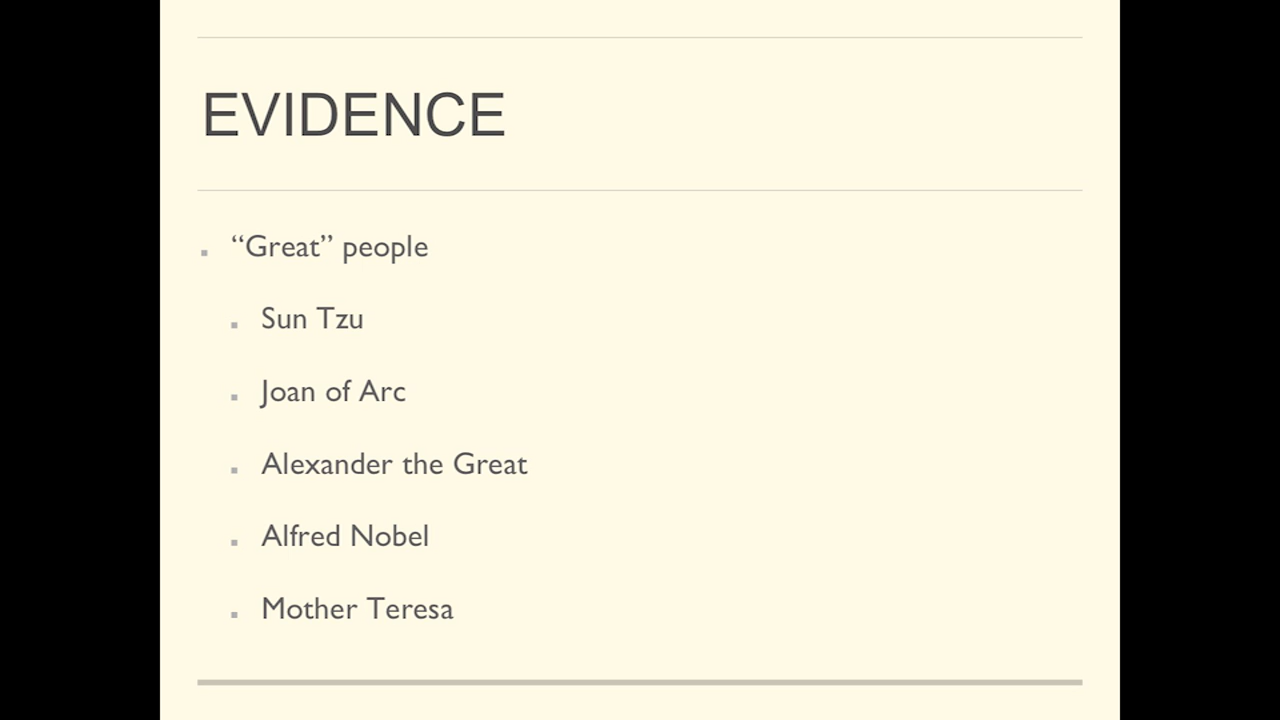 EVIDENCE
“Great” people
Sun Tzu
Joan of Arc
Alexander the Great
Alfred Nobel
Mother Teresa